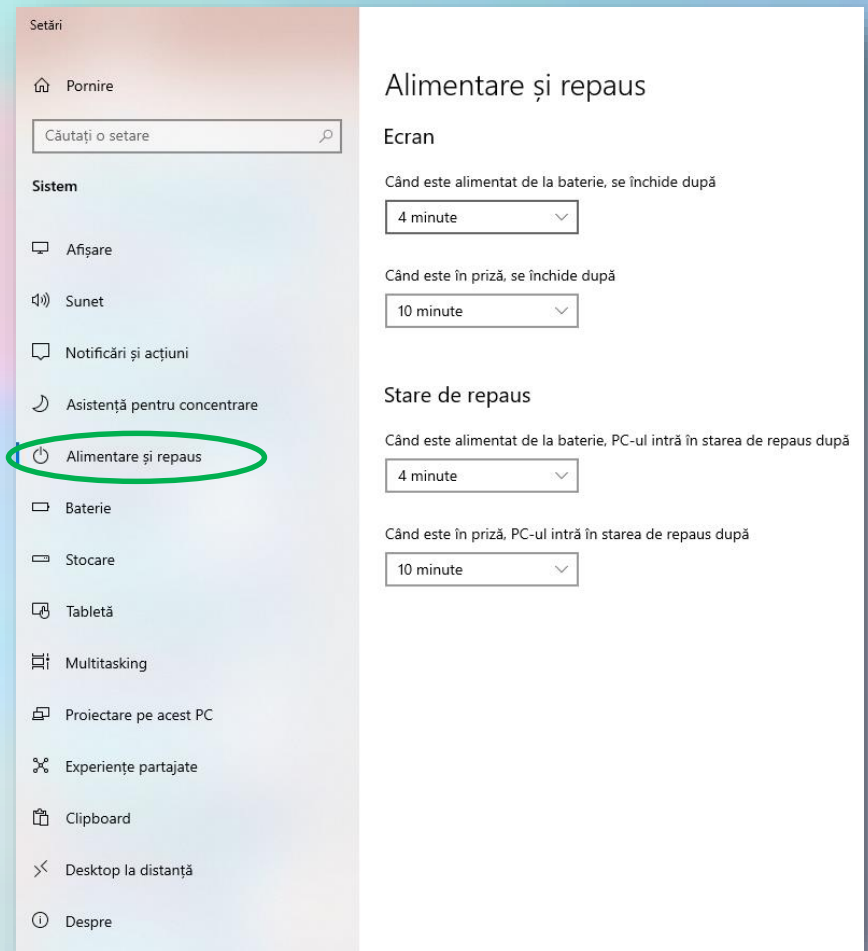 Setări
Pornire
Căutați o setare
Sistem
Afișare
Sunet
Notificări și acțiuni
Asistență pentru concentrare
Alimentare și repaus
Baterie
Stocare
Tabletă
Multitasking
Proiectare pe acest PC
Experiențe partajate
Clipboard
Desktop la distanță
Despre
Alimentare și repaus
Ecran
Când este alimentat de la baterie, se închide după
4 minute
Când este în priză, se închide după
10 minute
Stare de repaus
Când este alimentat de la baterie, PC-ul intră în starea de repaus după
4 minute
Când este în priză, PC-ul intră în starea de repaus după
10 minute